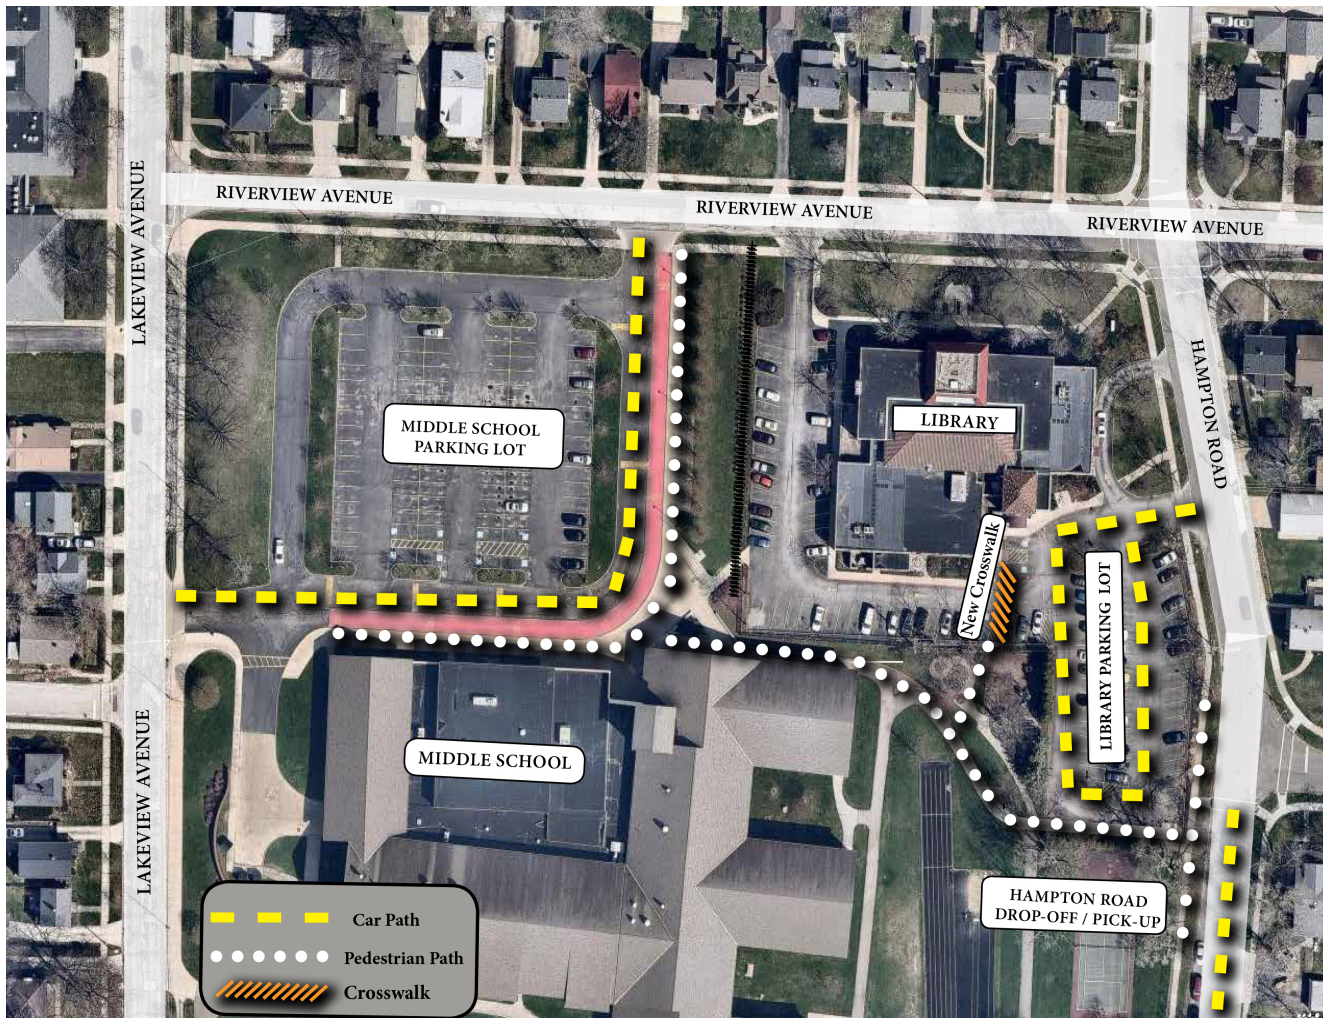 RIVERVIEW AVENUE
RIVERVIEW AVENUE
RIVERVIEW AVENUE
LAKEVIEW AVENUE
HAMPTON ROAD
MIDDLE SCHOOL
PARKING LOT
LIBRARY
New Crosswalk
LIBRARY PARKING LOT
MIDDLE SCHOOL
LAKEVIEW AVENUE
HAMPTON ROAD
DROP-OFF / PICK-UP
Car Path
Pedestrian Path
Crosswalk